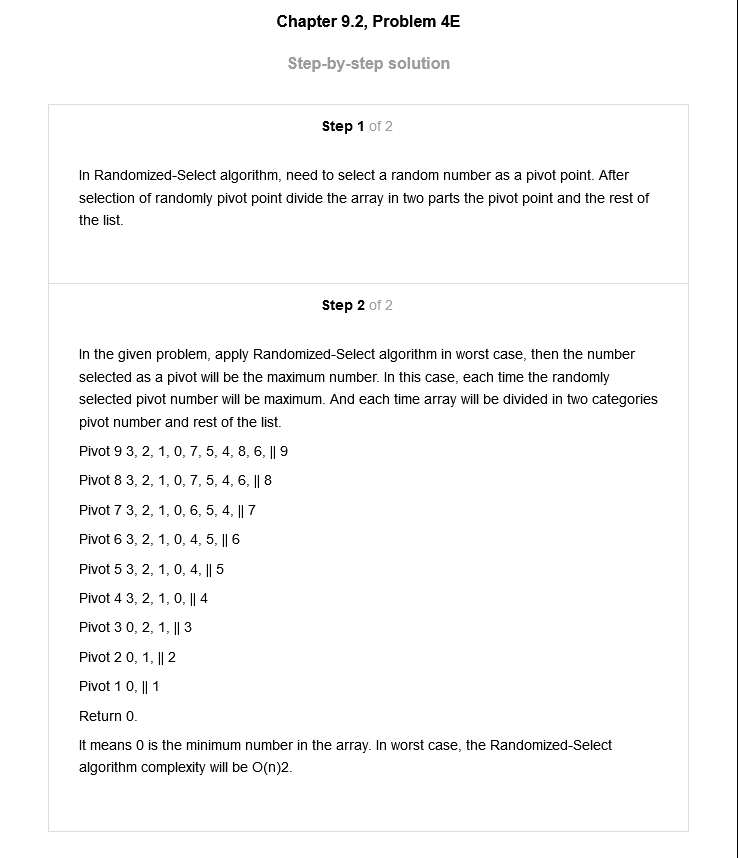 Chapter 9.2, Problem 4E
Step-by-step solution
Step 1 of 2
In Randomized-Select algorithm, need to select a random number as a pivot point. After
selection of randomly pivot point divide the array in two parts the pivot point and the rest of
the list.
Step 2 of 2
In the given problem, apply Randomized-Select algorithm in worst case, then the number
selected as a pivot will be the maximum number. In this case, each time the randomly
selected pivot number will be maximum. And each time array will be divided in two categories
pivot number and rest of the list.
Pivot 9 3, 2, 1, 0, 7, 5, 4, 8, 6, || 9
Pivot 8 3, 2, 1, 0, 7, 5, 4, 6, || 8
Pivot 7 3, 2, 1, 0, 6, 5, 4, || 7
Pivot 6 3, 2, 1, 0, 4, 5, || 6
Pivot 5 3, 2, 1, 0, 4, || 5
Pivot 4 3, 2, 1, 0, || 4
Pivot 3 0, 2, 1, || 3
Pivot 2 0, 1, || 2
Pivot 1 0, || 1
Return 0.
It means 0 is the minimum number in the array. In worst case, the Randomized-Select
algorithm complexity will be O(n)2.